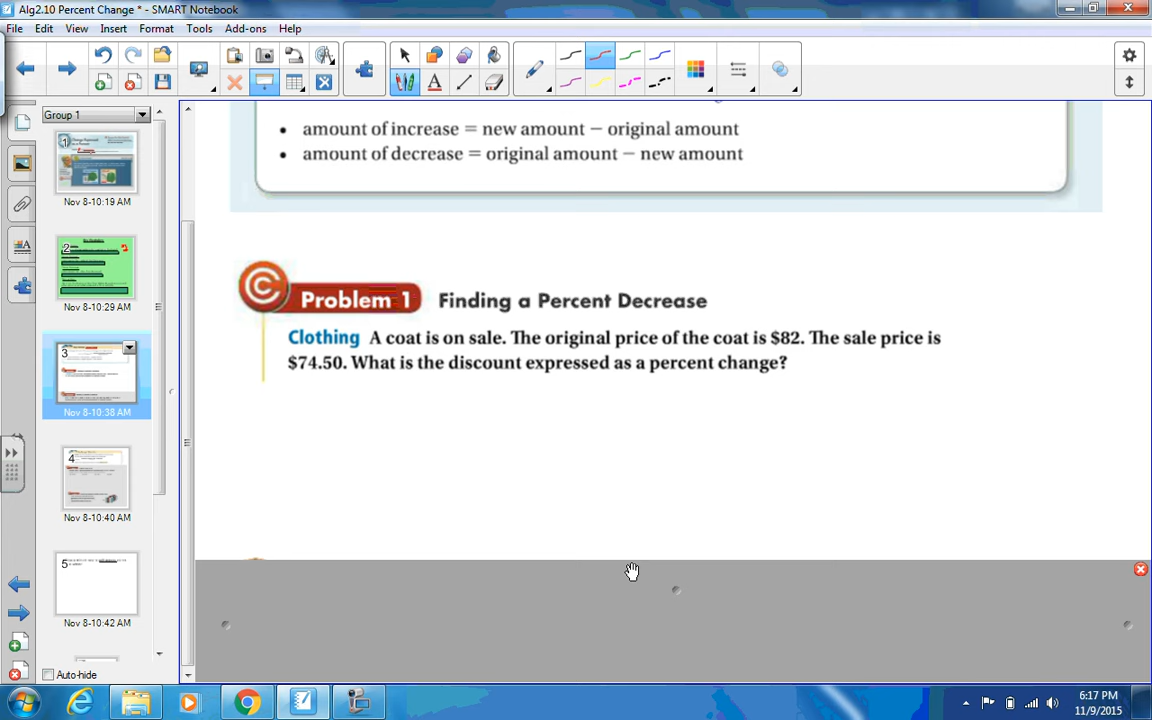 Alg2.10 Percent Change * - SMART Notebook
File Edit View Insert Format Tools Add-ons Help
Group 1
1
Nov 8-10:19 AM
2
Nov 8-10:29 AM
3
Nov 8-10:38 AM
4
Nov 8-10:40 AM
5
Nov 8-10:42 AM
Auto-hide
• amount of increase = new amount − original amount
• amount of decrease = original amount − new amount
Problem 1 Finding a Percent Decrease
Clothing A coat is on sale. The original price of the coat is $82. The sale price is
$74.50. What is the discount expressed as a percent change?
6:17 PM
11/9/2015